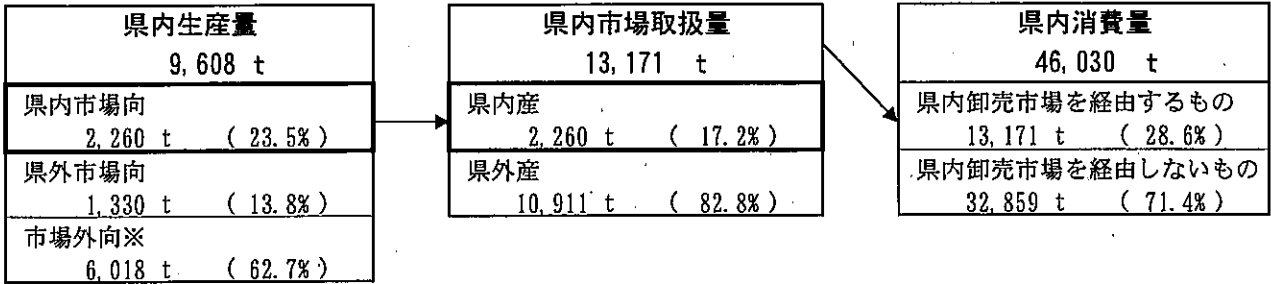 県内生産量
9,608 t
県内市場向
2,260 t (23.5%)
県外市場向
1,330 t (13.8%)
市場外向※
6,018 t (62.7%)
県内市場取扱量
13,171 t
県内産
2,260 t (17.2%)
県外産
10,911 t (82.8%)
県内消費量
46,030 t
県内卸売市場を経由するもの
13,171 t (28.6%)
県内卸売市場を経由しないもの
32,859 t (71.4%)